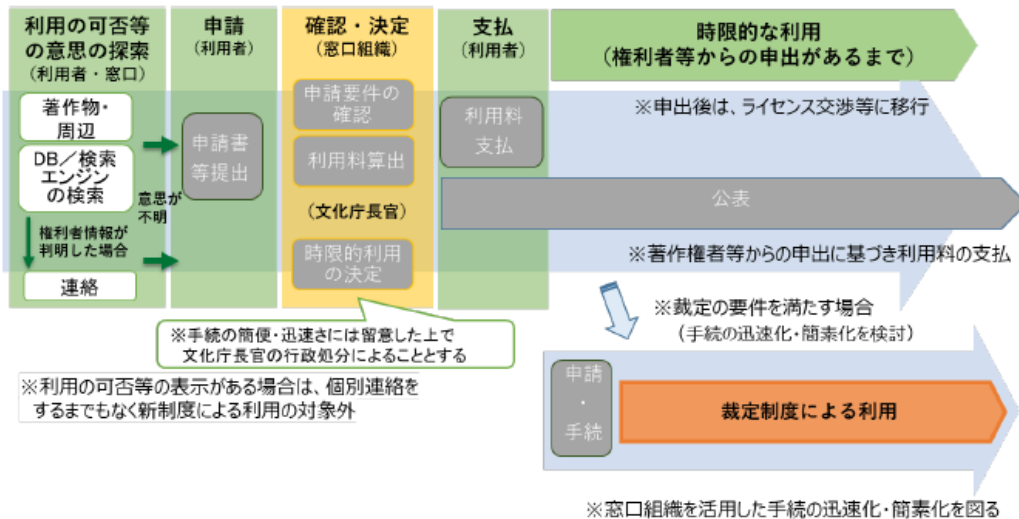 利用の可否等
の意思の探索
(利用者・窓口)
著作物・
周辺
DB／検索
エンジン
の検索
意思が
不明
権利者情報が
判明した場合
連絡
申請
(利用者)
申請書
等提出
確認・決定
(窓口組織)
申請要件の
確認
利用料算出
(文化庁長官)
時限的利用
の決定
支払
(利用者)
利用料
支払
時限的な利用
(権利者等からの申出があるまで)
※申出後は、ライセンス交渉等に移行
公表
※著作権者等からの申出に基づき利用料の支払
※手続の簡便・迅速さには留意した上で
文化庁長官の行政処分によることとする
※利用の可否等の表示がある場合は、個別連絡を
するまでもなく新制度による利用の対象外
※裁定の要件を満たす場合
(手続の迅速化・簡素化を検討)
申請
・
手続
裁定制度による利用
※窓口組織を活用した手続の迅速化・簡素化を図る